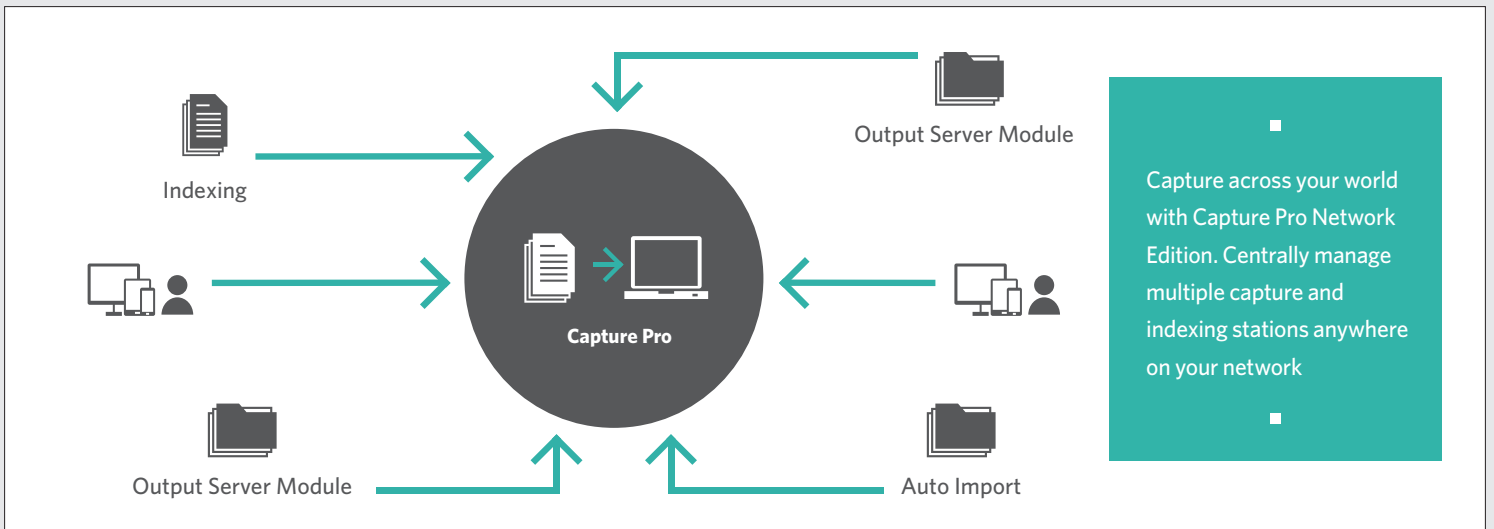 Output Server Module
Indexing
Capture Pro
Output Server Module
Auto Import
Capture across your world
with Capture Pro Network
Edition. Centrally manage
multiple capture and
indexing stations anywhere
on your network